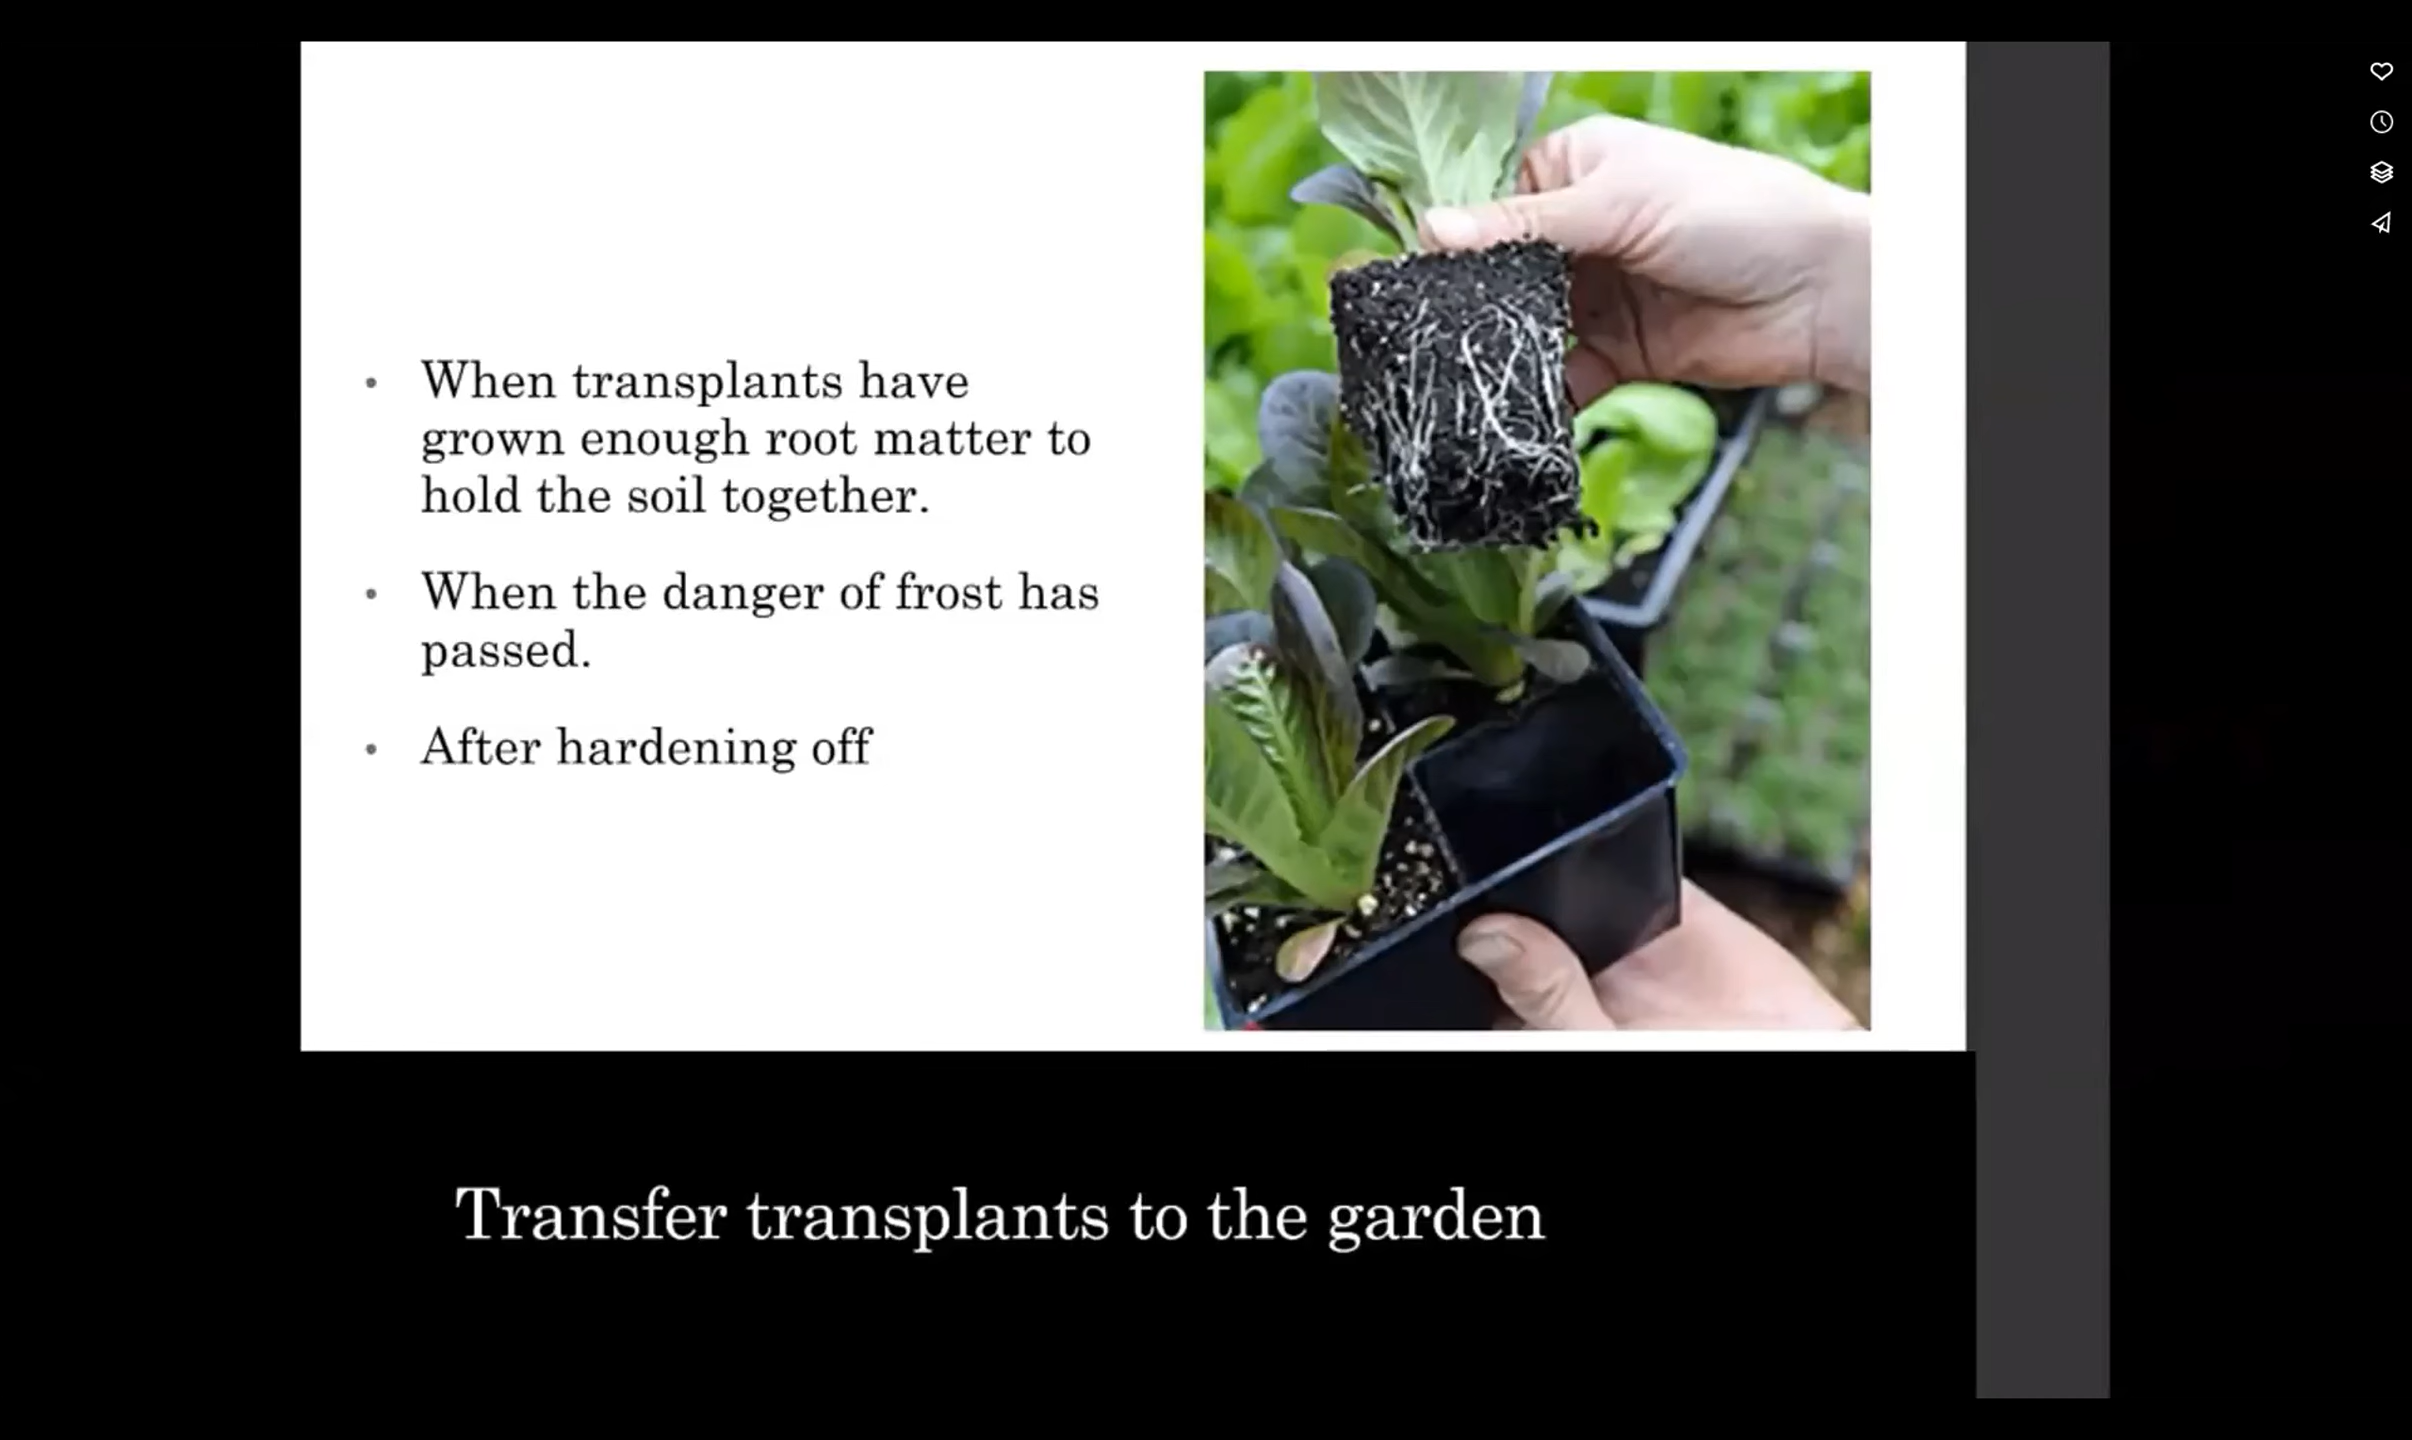 When transplants have
grown enough root matter to
hold the soil together.
When the danger of frost has
passed.
After hardening off
Transfer transplants to the garden